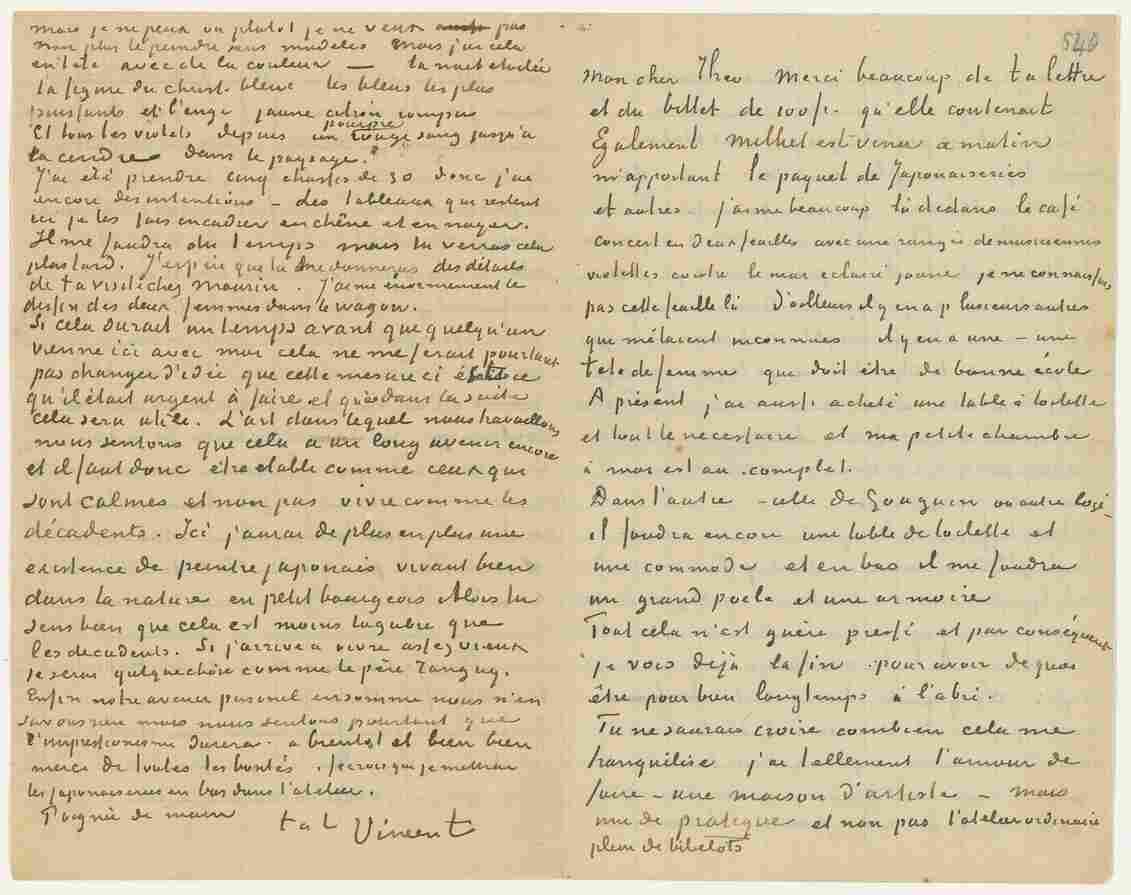 mais je ne peux ou plutot je ne veux pas
non plus le peindre sans modèles Mais j'ai cela
en tête avec de la couleur — la nuit etoilée
la figure du Christ bleue les bleus les plus
puissants et l'ange jaune citron rompu
Et tous les violets depuis un pourpre sang jusqu'à
la cendre dans le paysage.
J'ai été prendre cinq chassis de 30 donc j'ai
encore des intentions – Les tableaux qui restent
ici je les fais encadrer en chêne et en noyer.
Il me faudra du temps mais tu verras cela
plus tard. J'espère que tu me donneras des détails
de ta visite chez Maurin. J'aime énormement le
dessin des deux femmes dans le wagon.
Si cela durait un temps avant que quelqu'un
vienne ici avec moi cela ne me ferait pourtant
pas changer d'idée que cette mesure ci
qu'il était urgent à faire et que dans la suite
cela sera utile. L'art dans lequel nous travaillons
nous sentons que cela a un long avenir encore
et il faut donc être etabli comme ceux qui
sont calmes et non pas vivre comme les
décadents. Ici j'aurai de plus en plus une
existence de peintre japonais vivant bien
dans la nature en petit bourgeois Alors tu
sens bien que cela est moins lugubre que
les decadents. Si j'arrive à vivre assez vieux
je serai quelquechôse comme le père Tanguy.
Enfin notre avenir personel en somme nous n'en
savons rien mais nous sentons pourtant que
l'impressionisme durera. a bientot et bien bien
merci de toutes tes bontés. je crois que je mettrai
les japonaiseries en bas dans l'atelier.
Poignée de main
t. à t. Vincent
540
Mon cher Theo Merci beaucoup de ta lettre
et du billet de 100 fr. qu'elle contenait
Egalement Milliet est venu ce matin
m'apportant le paquet de Japonaiseries
et autres. j'aime beaucoup là dedans le café
concert en deux feuilles avec une rangée de musiciennes
violettes contre le mur eclairé jaune je ne connaissais
pas cette feuille là D'ailleurs il y en a plusieurs autres
qui m'étaient inconnues il y en a une – une
tête de femme qui doit être de bonne école
A présent j'ai aussi acheté une table à toilette
et tout le necessaire et ma petite chambre
à moi est au complet.
Dans l'autre – celle de Gauguin ou autre logé –
il faudra encore une table de toilette et
une commode et en bas il me faudra
un grand poele et une armoire
Tout cela n'est guère pressé et par conséquent
je vois déjà la fin pour avoir de quoi
être pour bien longtemps à l'abri.
Tu ne saurais croire combien cela me
tranquilise j'ai tellement l'amour de
faire – une maison d'artiste – mais
une de pratique et non pas l'atelier ordinaire
plein de bibelots